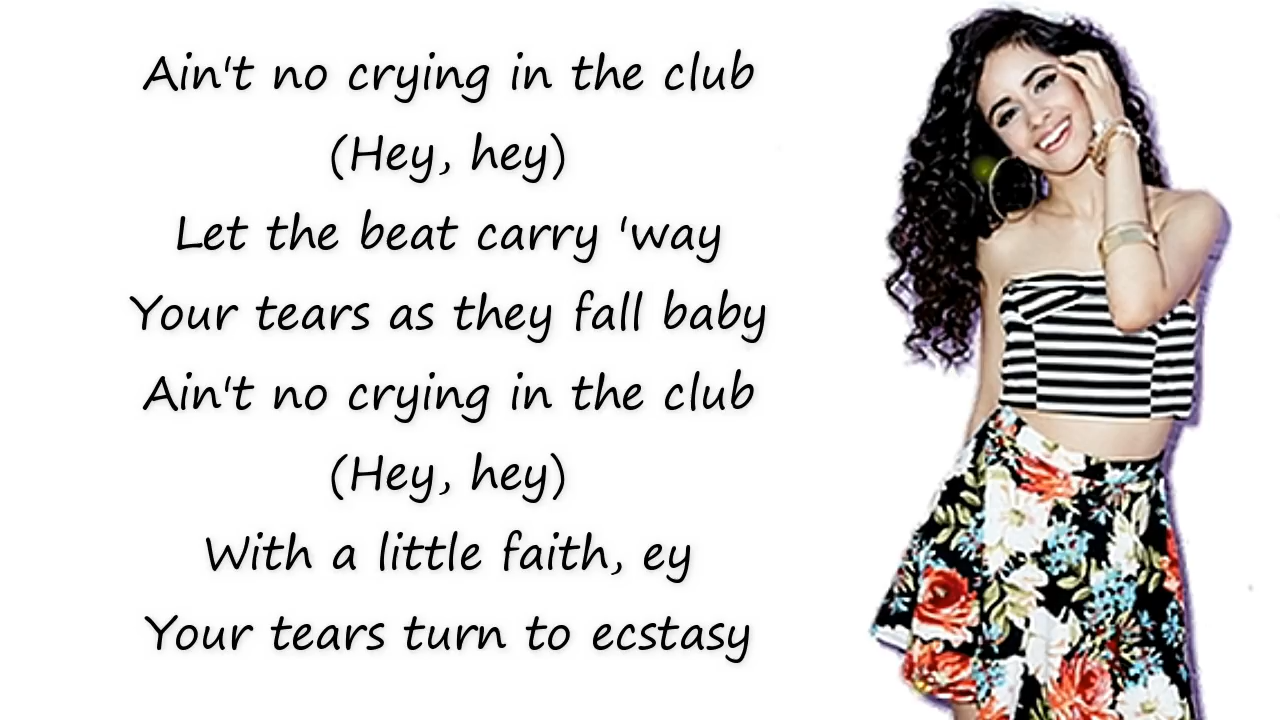 Ain't no crying in the club
(Hey, hey)
Let the beat carry 'way
Your tears as they fall baby
Ain't no crying in the club
(Hey, hey)
With a little faith, ey
Your tears turn to ecstasy